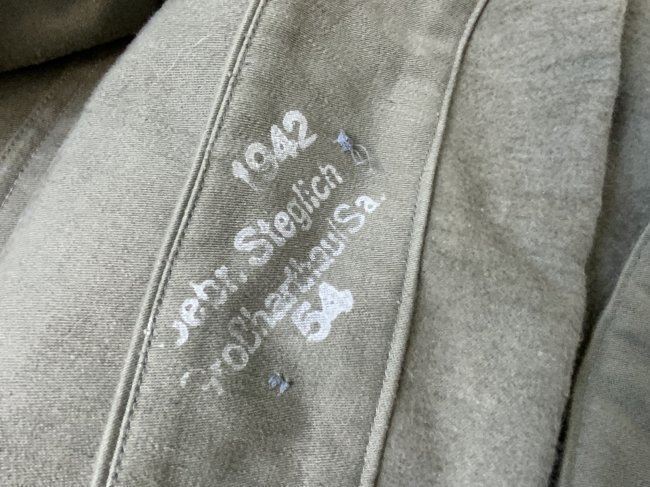 1942
Gebr. Steglich
Großharthau/Sa.
54